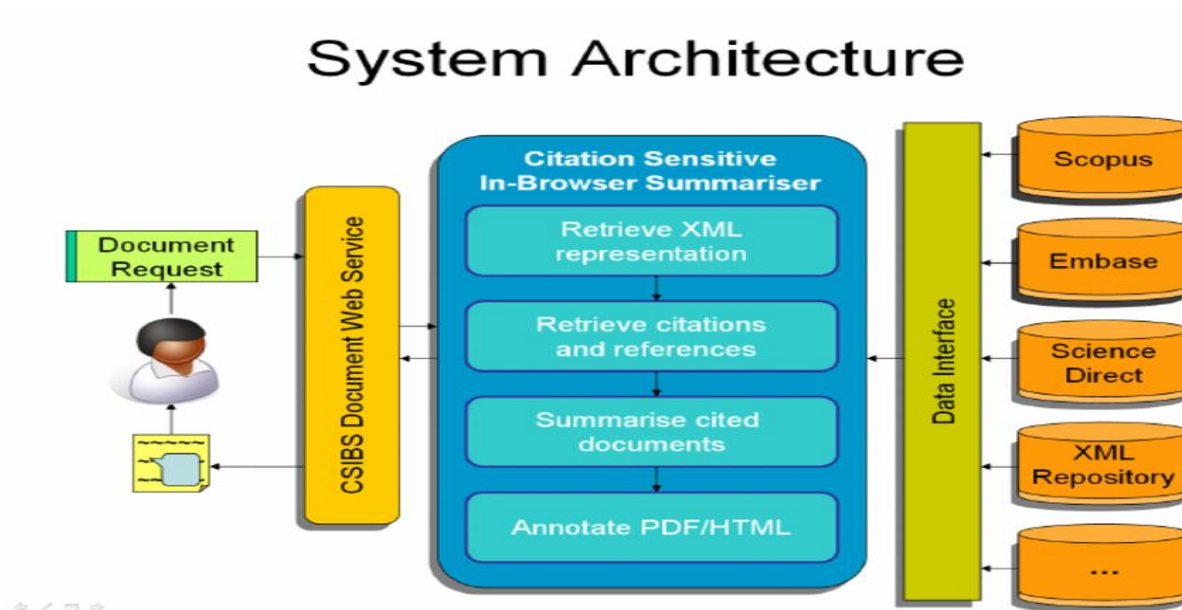 System Architecture
Document
Request
CSIBS Document Web Service
Citation Sensitive
In-Browser Summariser
Retrieve XML
representation
Retrieve citations
and references
Summarise cited
documents
Annotate PDF/HTML
Data Interface
Scopus
Embase
Science
Direct
XML
Repository
...